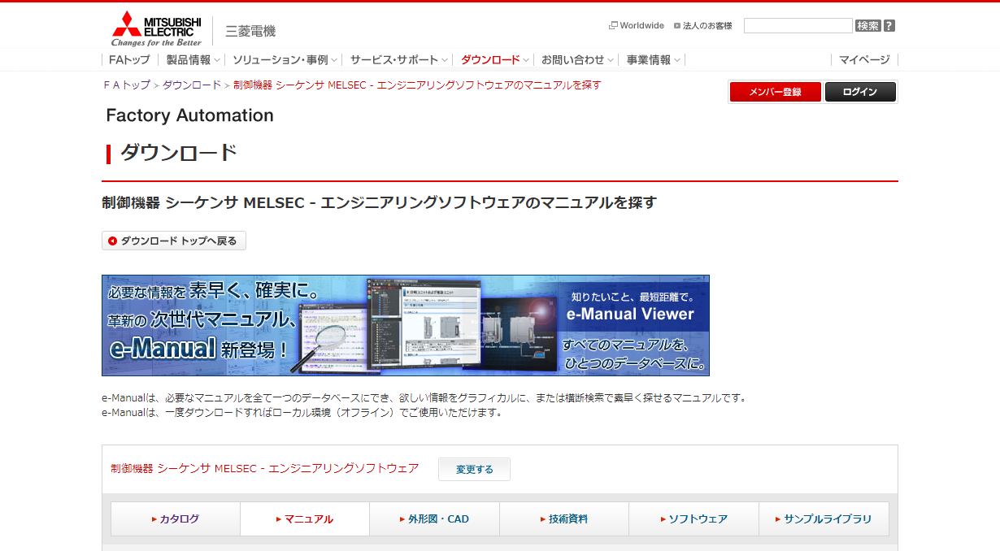 MITSUBISHI
ELECTRIC
Changes for the Better
三菱電機
Worldwide 法人のお客様 検索 ?
FAトップ 製品情報 ソリューション・事例 サービス・サポート ダウンロード お問い合わせ 事業情報 マイページ
ＦＡトップ > ダウンロード > 制御機器 シーケンサ MELSEC - エンジニアリングソフトウェアのマニュアルを探す
メンバー登録 ログイン
Factory Automation
ダウンロード
制御機器 シーケンサ MELSEC - エンジニアリングソフトウェアのマニュアルを探す
ダウンロード トップへ戻る
必要な情報を 素早く、確実に。
革新の 次世代マニュアル、
e-Manual 新登場！
知りたいこと、最短距離で。
e-Manual Viewer
すべてのマニュアルを、
ひとつのデータベースに。
e-Manualは、必要なマニュアルを全て一つのデータベースにでき、欲しい情報をグラフィカルに、または横断検索で素早く探せるマニュアルです。
e-Manualは、一度ダウンロードすればローカル環境（オフライン）でご使用いただけます。
制御機器 シーケンサ MELSEC - エンジニアリングソフトウェア 変更する
カタログ マニュアル 外形図・CAD 技術資料 ソフトウェア サンプルライブラリ